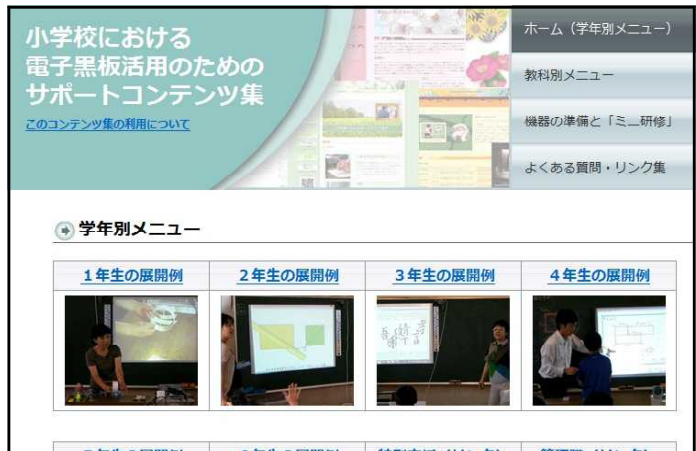 小学校における
電子黒板活用のための
サポートコンテンツ集
このコンテンツ集の利用について
ホーム（学年別メニュー）
教科別メニュー
機器の準備と「ミニ研修」
よくある質問・リンク集
学年別メニュー
1年生の展開例 2年生の展開例 3年生の展開例 4年生の展開例